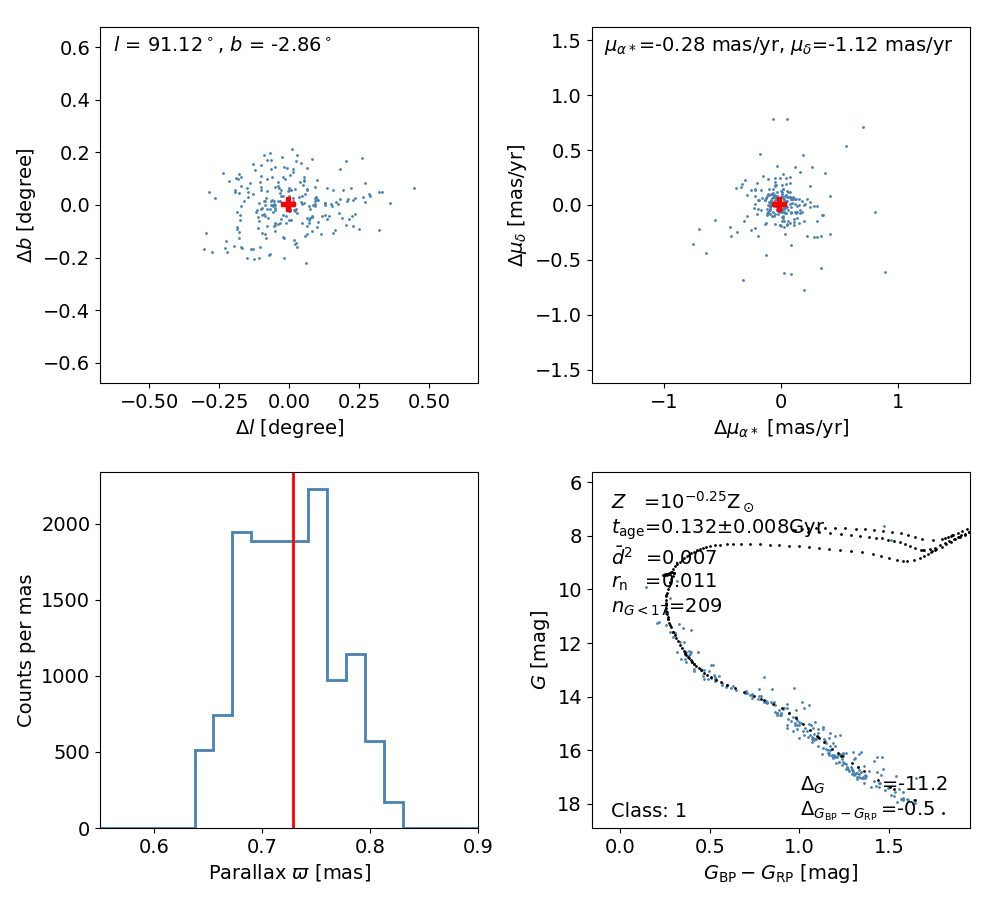 l = 91.12°, b = -2.86°
0.6
0.4
0.2
0.0
−0.2
−0.4
−0.6
Δb [degree]
−0.50 −0.25 0.00 0.25 0.50
Δl [degree]
μα∗=-0.28 mas/yr, μδ=-1.12 mas/yr
1.5
1.0
0.5
0.0
−0.5
−1.0
−1.5
Δμδ [mas/yr]
−1 0 1
Δμα∗ [mas/yr]
2000
1500
1000
500
0
Counts per mas
0.6 0.7 0.8 0.9
Parallax ϖ [mas]
Z =10^−0.25 Z⊙
t_age=0.132±0.008Gyr
d̄² =0.007
r_n =0.011
n_G<17=209
6
8
10
12
14
16
18
G [mag]
Δ_G =-11.2
Δ_GBP−GRP =-0.5
Class: 1
0.0 0.5 1.0 1.5
G_BP − G_RP [mag]